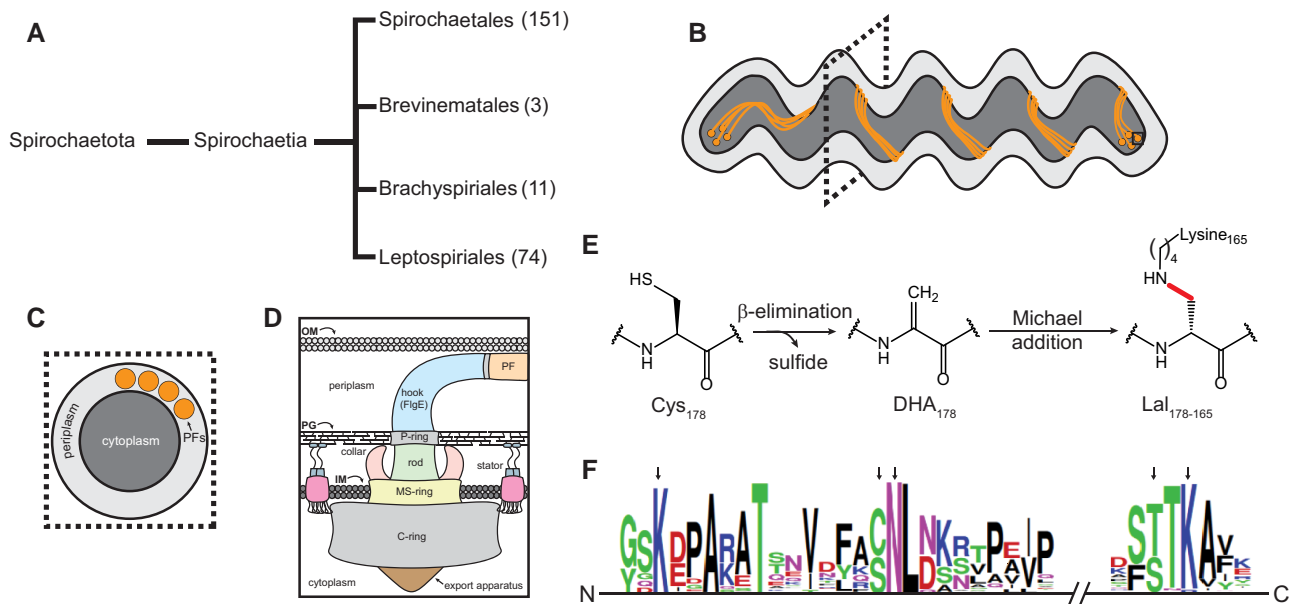 A
Spirochaetota
Spirochaetia
Spirochaetales (151)
Brevinematales (3)
Brachyspiriales (11)
Leptospiriales (74)
B
C
periplasm
cytoplasm
PFs
D
OM
periplasm
hook
(FlgE)
PF
PG
P-ring
collar
rod
stator
IM
MS-ring
C-ring
cytoplasm
export apparatus
E
HS
N
H
O
Cys178
β-elimination
sulfide
CH2
N
H
O
DHA178
Michael
addition
Lysine165
4
HN
N
H
O
Lal178-165
F
N
C